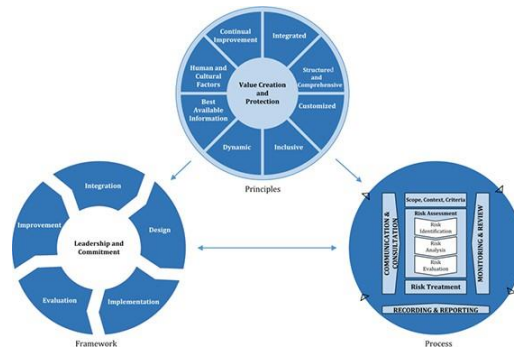 Continual
Improvement
Integrated
Human and
Cultural
Factors
Structured and
Comprehensive
Value Creation
and
Protection
Best
Available
Information
Customized
Dynamic
Inclusive
Principles
Integration
Improvement
Design
Leadership and
Commitment
Evaluation
Implementation
Framework
Scope, Context, Criteria
Risk Assessment
Risk
Identification
Risk
Analysis
Risk
Evaluation
Risk Treatment
COMMUNICATION &
CONSULTATION
MONITORING & REVIEW
RECORDING & REPORTING
Process